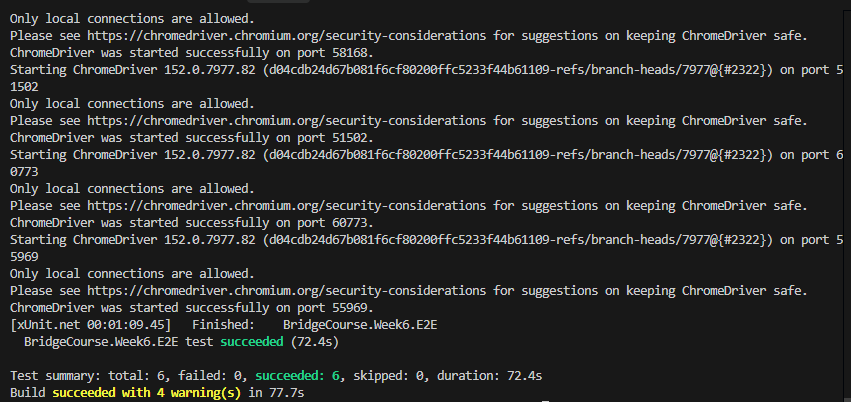 Only local connections are allowed.
Please see https://chromedriver.chromium.org/security-considerations for suggestions on keeping ChromeDriver safe.
ChromeDriver was started successfully on port 58168.
Starting ChromeDriver 152.0.7977.82 (d04cdb24d67b081f6cf80200ffc5233f44b61109-refs/branch-heads/7977@{#2322}) on port 5
1502
Only local connections are allowed.
Please see https://chromedriver.chromium.org/security-considerations for suggestions on keeping ChromeDriver safe.
ChromeDriver was started successfully on port 51502.
Starting ChromeDriver 152.0.7977.82 (d04cdb24d67b081f6cf80200ffc5233f44b61109-refs/branch-heads/7977@{#2322}) on port 6
0773
Only local connections are allowed.
Please see https://chromedriver.chromium.org/security-considerations for suggestions on keeping ChromeDriver safe.
ChromeDriver was started successfully on port 60773.
Starting ChromeDriver 152.0.7977.82 (d04cdb24d67b081f6cf80200ffc5233f44b61109-refs/branch-heads/7977@{#2322}) on port 5
5969
Only local connections are allowed.
Please see https://chromedriver.chromium.org/security-considerations for suggestions on keeping ChromeDriver safe.
ChromeDriver was started successfully on port 55969.
[xUnit.net 00:01:09.45]   Finished:    BridgeCourse.Week6.E2E
  BridgeCourse.Week6.E2E test succeeded (72.4s)

Test summary: total: 6, failed: 0, succeeded: 6, skipped: 0, duration: 72.4s
Build succeeded with 4 warning(s) in 77.7s